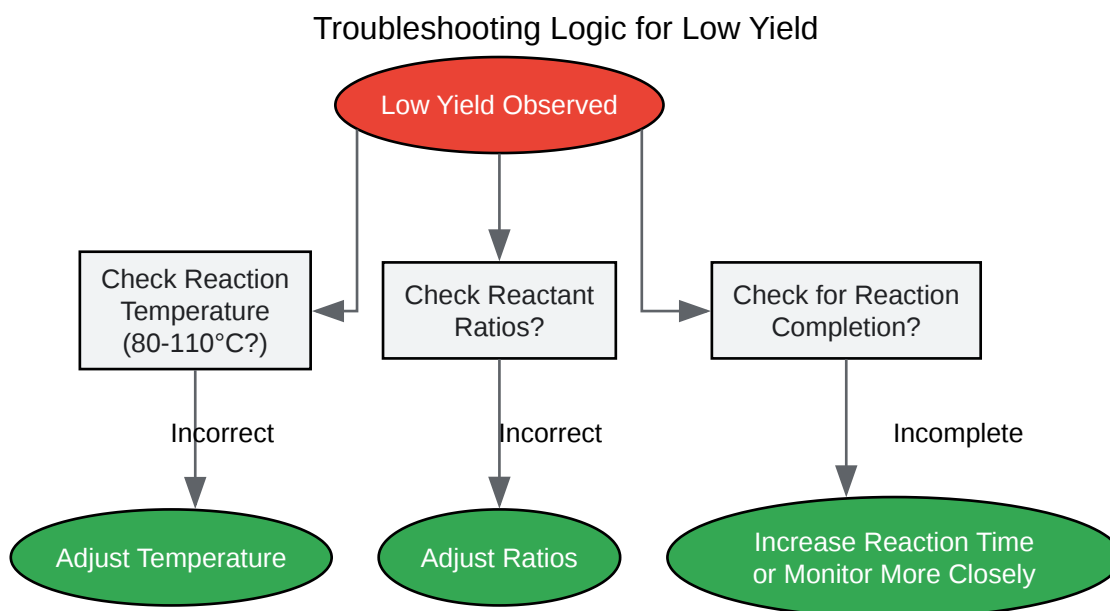 Troubleshooting Logic for Low Yield
Low Yield Observed
Check Reaction
Temperature
(80-110°C?)
Check Reactant
Ratios?
Check for Reaction
Completion?
Incorrect
Incorrect
Incomplete
Adjust Temperature
Adjust Ratios
Increase Reaction Time
or Monitor More Closely